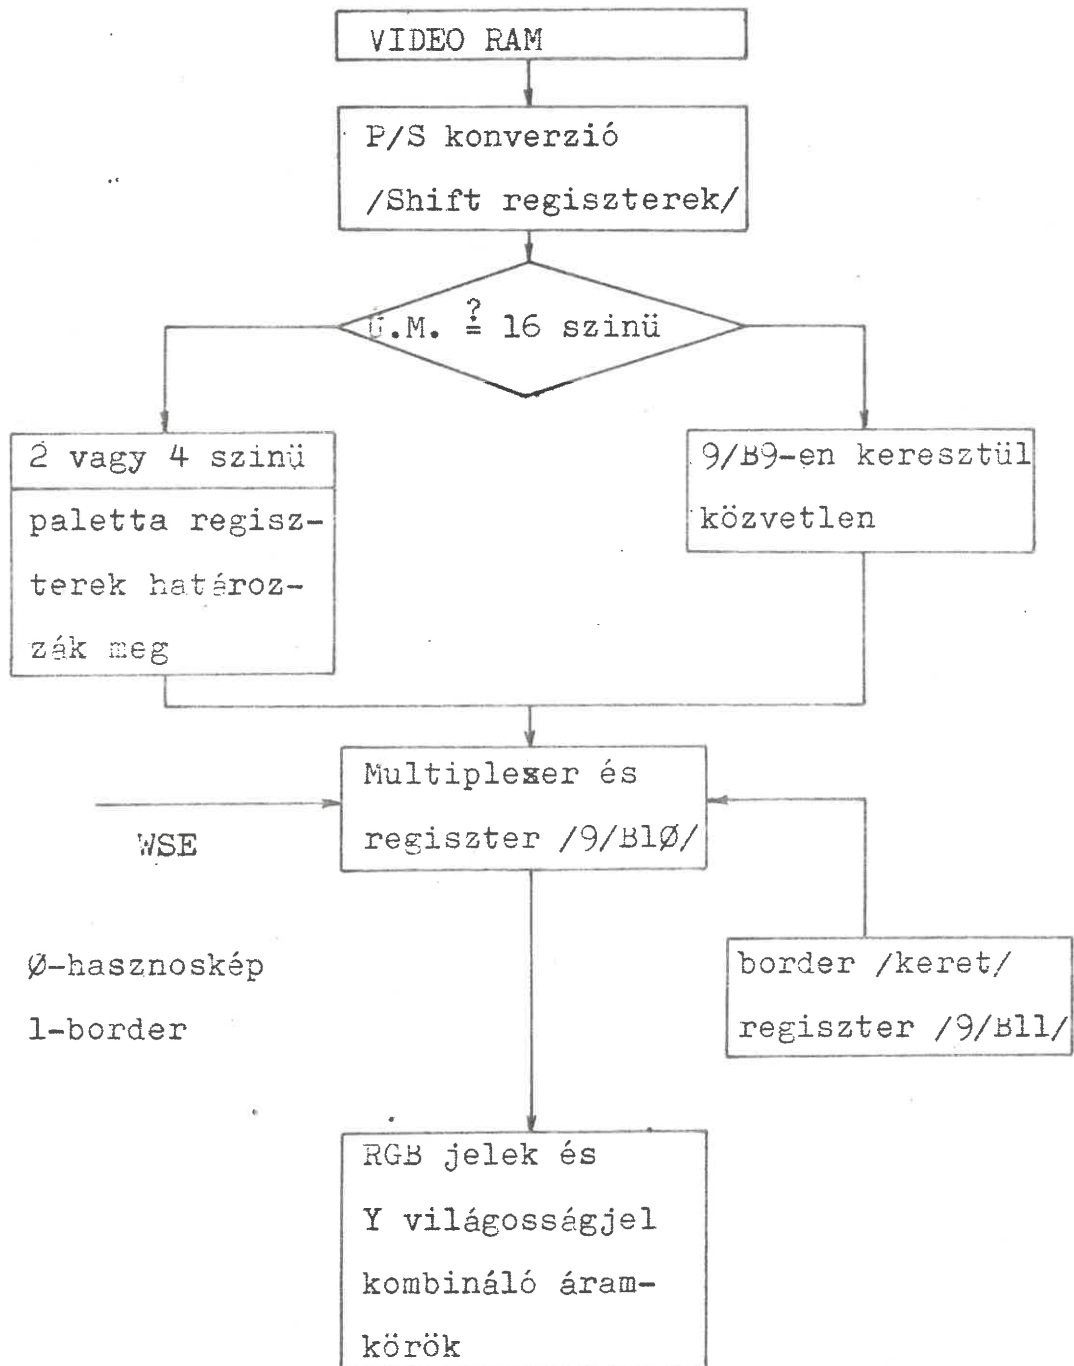 VIDEO RAM
P/S konverzió
/Shift regiszterek/
.M. ≟ 16 szinü
2 vagy 4 szinü
paletta regisz-
terek határoz-
zák meg
9/B9-en keresztül
közvetlen
Multiplexer és
regiszter /9/B1Ø/
WSE
Ø-hasznoskép
1-border
border /keret/
regiszter /9/B11/
RGB jelek és
Y világosságjel
kombináló áram-
körök